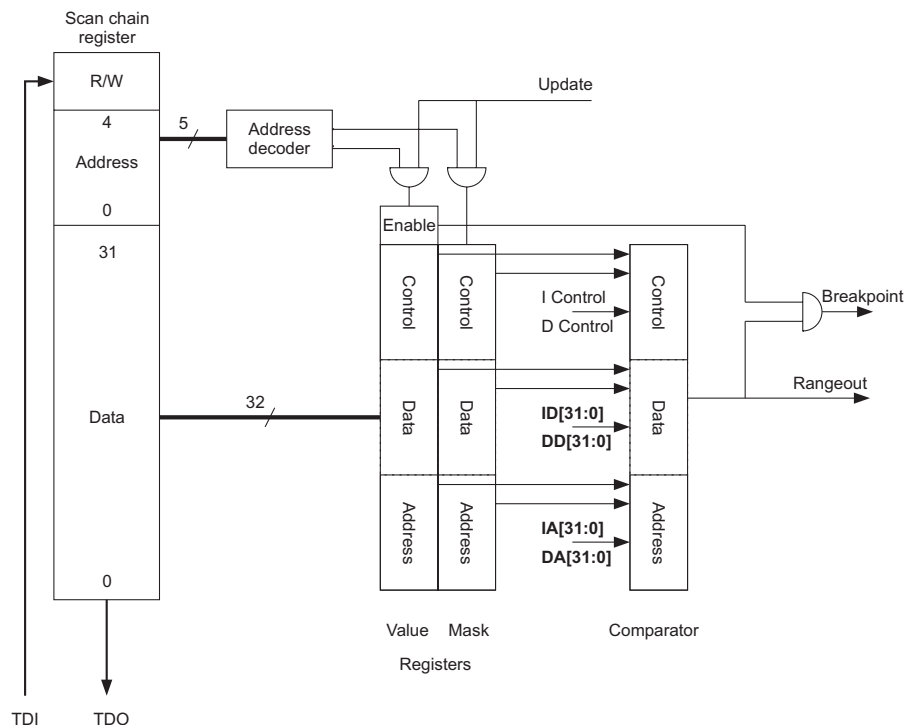 Scan chain
register
R/W
Update
4
5
Address
decoder
Address
0
Enable
31
Control
Control
Control
I Control
D Control
Breakpoint
Rangeout
32
Data
Data
Data
Data
ID[31:0]
DD[31:0]
Address
Address
Address
IA[31:0]
DA[31:0]
0
Value
Mask
Comparator
Registers
TDI
TDO